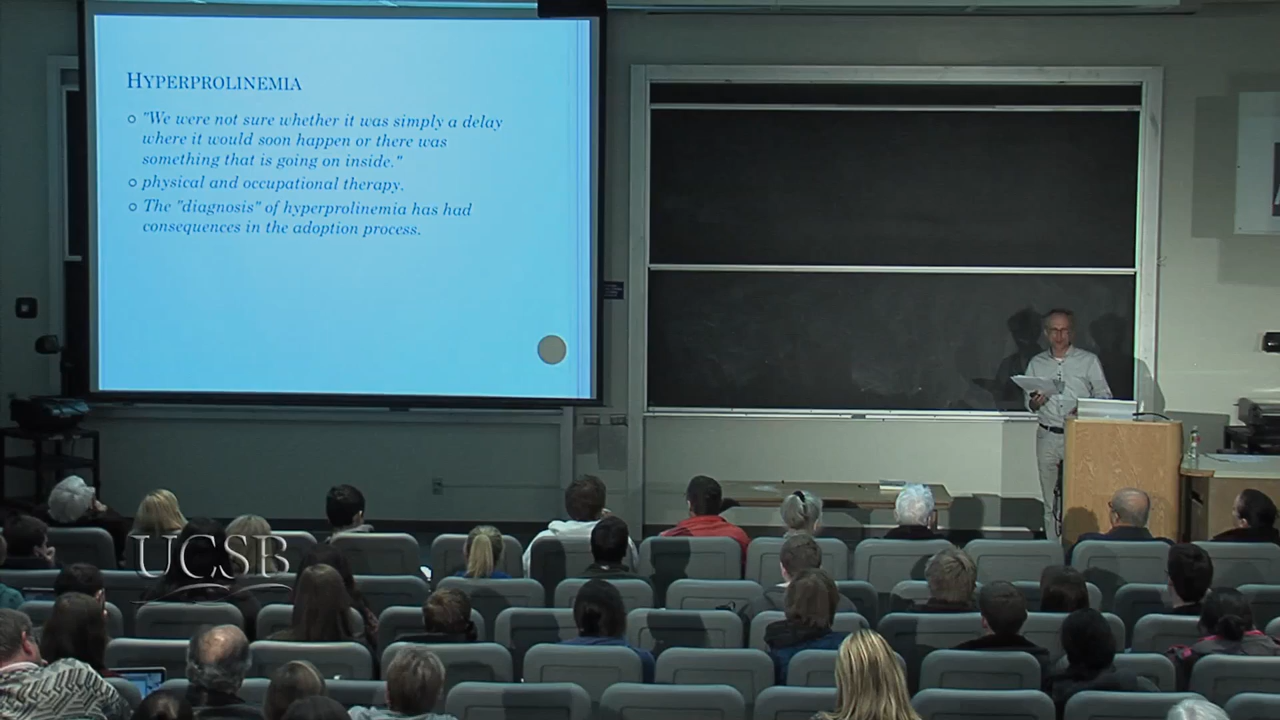 HYPERPROLINEMIA
"We were not sure whether it was simply a delay
where it would soon happen or there was
something that is going on inside."
physical and occupational therapy.
The "diagnosis" of hyperprolinemia has had
consequences in the adoption process.
UCSB